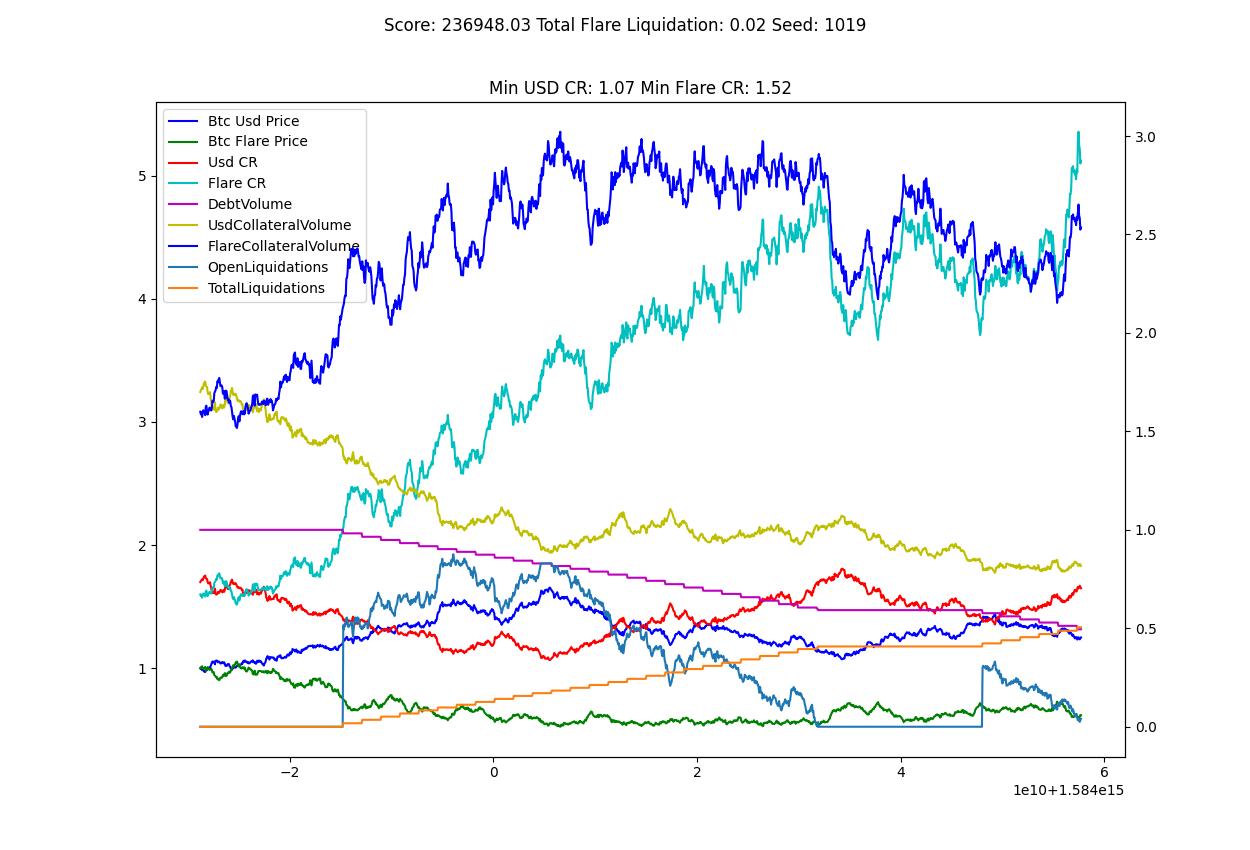 Score: 236948.03 Total Flare Liquidation: 0.02 Seed: 1019
Min USD CR: 1.07 Min Flare CR: 1.52
Btc Usd Price
Btc Flare Price
Usd CR
Flare CR
DebtVolume
UsdCollateralVolume
FlareCollateralVolume
OpenLiquidations
TotalLiquidations
5
4
3
2
1
3.0
2.5
2.0
1.5
1.0
0.5
0.0
−2 0 2 4 6
1e10+1.584e15